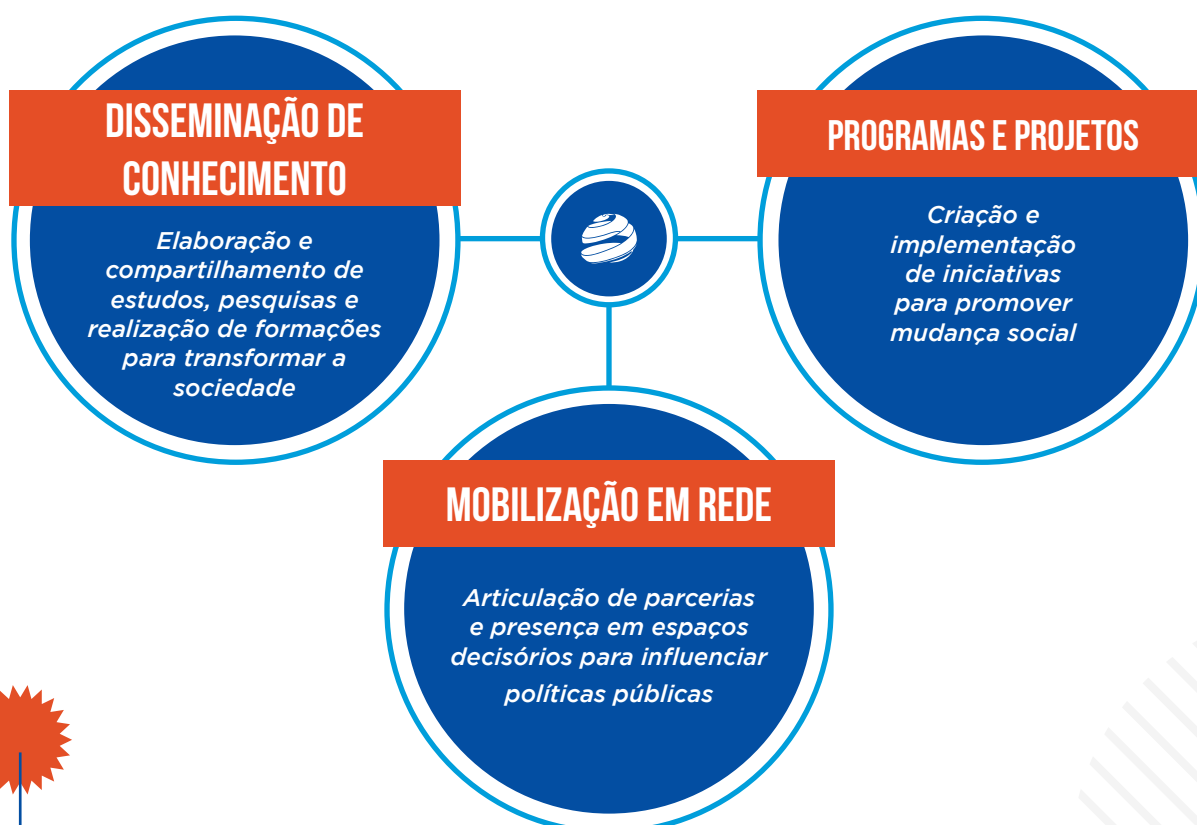 DISSEMINAÇÃO DE
CONHECIMENTO
Elaboração e
compartilhamento de
estudos, pesquisas e
realização de formações
para transformar a
sociedade
PROGRAMAS E PROJETOS
Criação e
implementação
de iniciativas
para promover
mudança social
MOBILIZAÇÃO EM REDE
Articulação de parcerias
e presença em espaços
decisórios para influenciar
políticas públicas